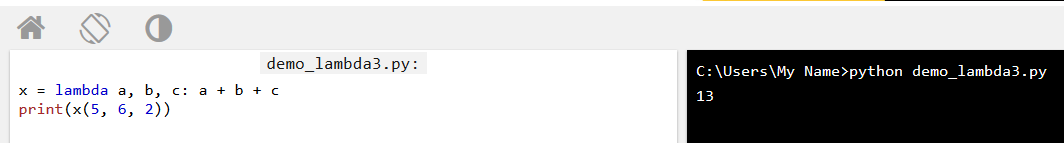 demo_lambda3.py:
x = lambda a, b, c: a + b + c
print(x(5, 6, 2))
C:\Users\My Name>python demo_lambda3.py
13